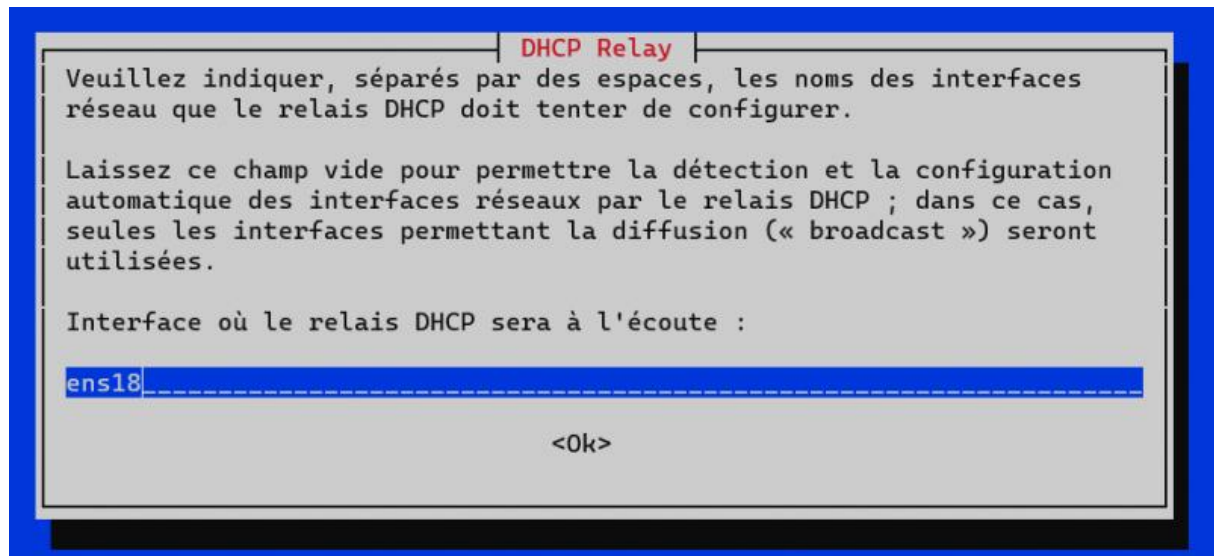 DHCP Relay
Veuillez indiquer, séparés par des espaces, les noms des interfaces
réseau que le relais DHCP doit tenter de configurer.
Laissez ce champ vide pour permettre la détection et la configuration
automatique des interfaces réseaux par le relais DHCP ; dans ce cas,
seules les interfaces permettant la diffusion (« broadcast ») seront
utilisées.
Interface où le relais DHCP sera à l'écoute :
ens18
<Ok>